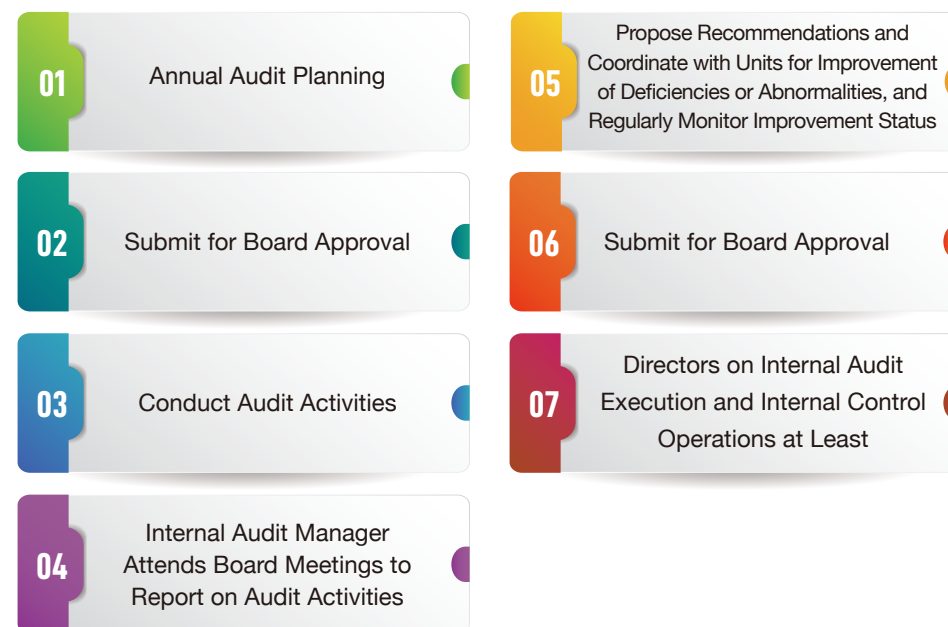 01
Annual Audit Planning
02
Submit for Board Approval
03
Conduct Audit Activities
04
Internal Audit Manager
Attends Board Meetings to
Report on Audit Activities
05
Propose Recommendations and
Coordinate with Units for Improvement
of Deficiencies or Abnormalities, and
Regularly Monitor Improvement Status
06
Submit for Board Approval
07
Directors on Internal Audit
Execution and Internal Control
Operations at Least